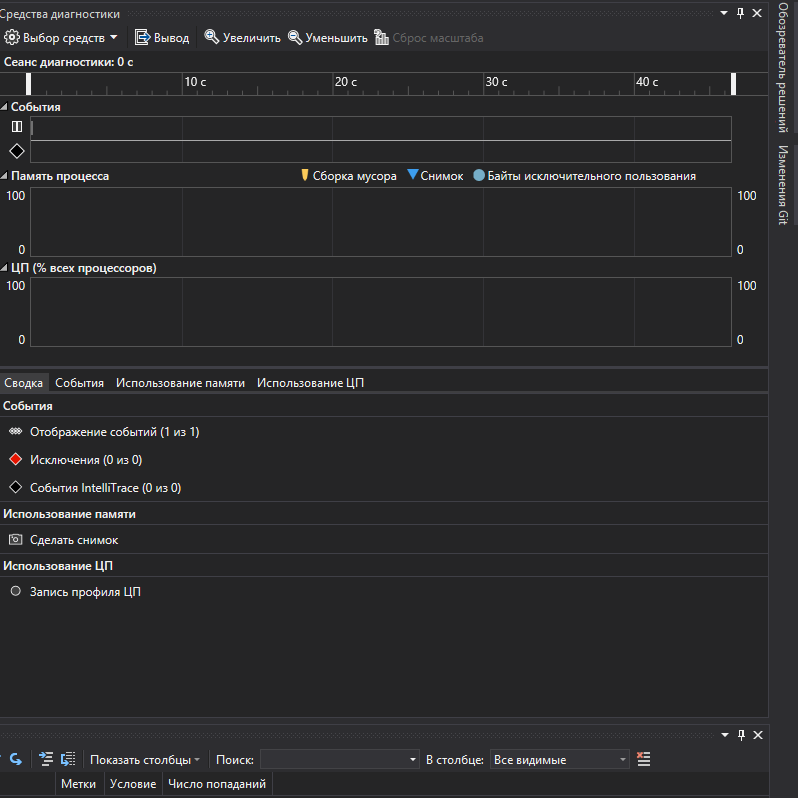 Средства диагностики
Выбор средств
Вывод
Увеличить
Уменьшить
Сброс масштаба
Сеанс диагностики: 0 с
10 с
20 с
30 с
40 с
События
Память процесса
Сборка мусора
Снимок
Байты исключительного пользования
100
100
0
0
ЦП (% всех процессоров)
100
100
0
0
Сводка
События
Использование памяти
Использование ЦП
События
Отображение событий (1 из 1)
Исключения (0 из 0)
События IntelliTrace (0 из 0)
Использование памяти
Сделать снимок
Использование ЦП
Запись профиля ЦП
Показать столбцы
Поиск:
В столбце:
Все видимые
Метки
Условие
Число попаданий
Обозреватель решений
Изменения Git